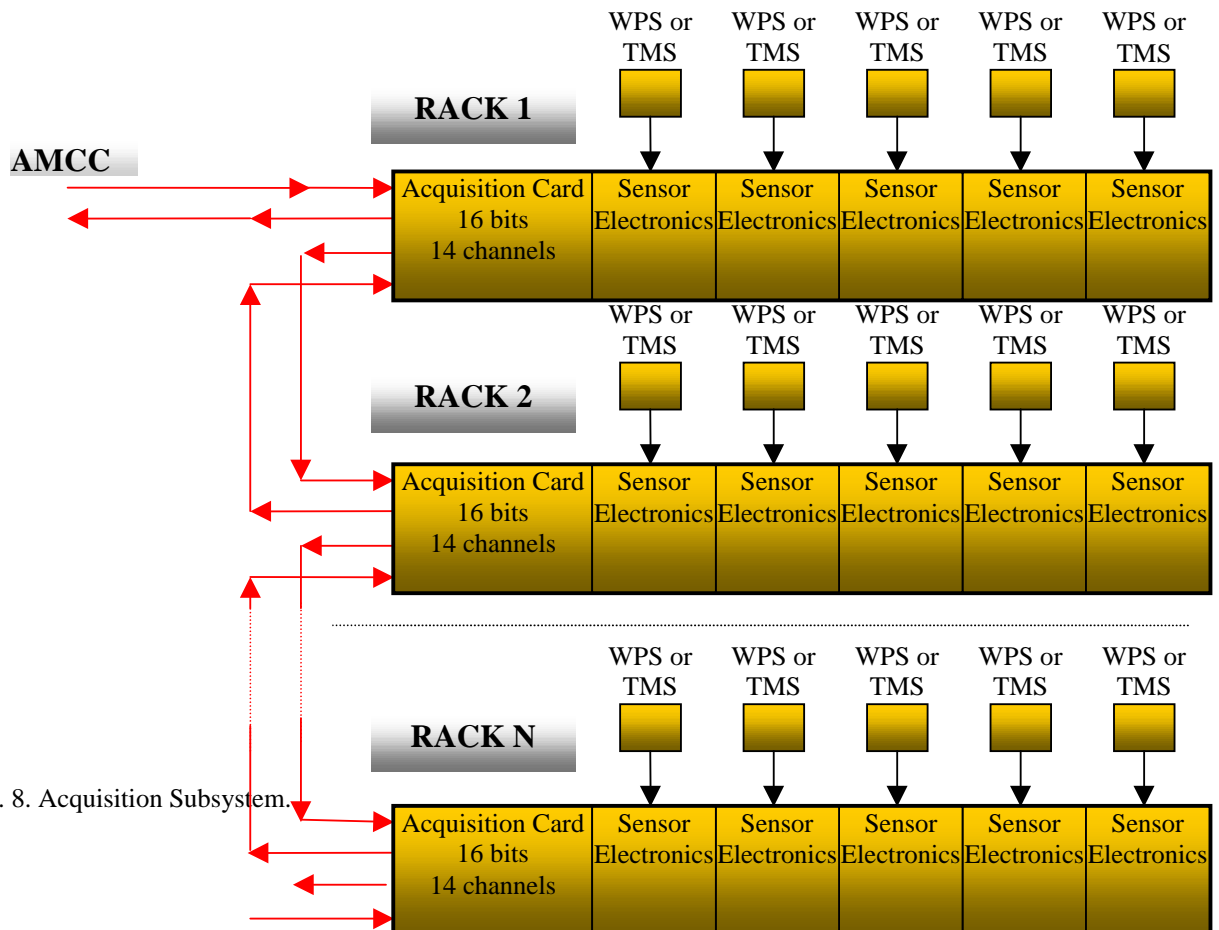 WPS or WPS or WPS or WPS or WPS or
TMS TMS TMS TMS TMS
RACK 1
AMCC
Acquisition Card Sensor Sensor Sensor Sensor Sensor
16 bits Electronics Electronics Electronics Electronics Electronics
14 channels
WPS or WPS or WPS or WPS or WPS or
TMS TMS TMS TMS TMS
RACK 2
Acquisition Card Sensor Sensor Sensor Sensor Sensor
16 bits Electronics Electronics Electronics Electronics Electronics
14 channels
WPS or WPS or WPS or WPS or WPS or
TMS TMS TMS TMS TMS
RACK N
. 8. Acquisition Subsystem.
Acquisition Card Sensor Sensor Sensor Sensor Sensor
16 bits Electronics Electronics Electronics Electronics Electronics
14 channels